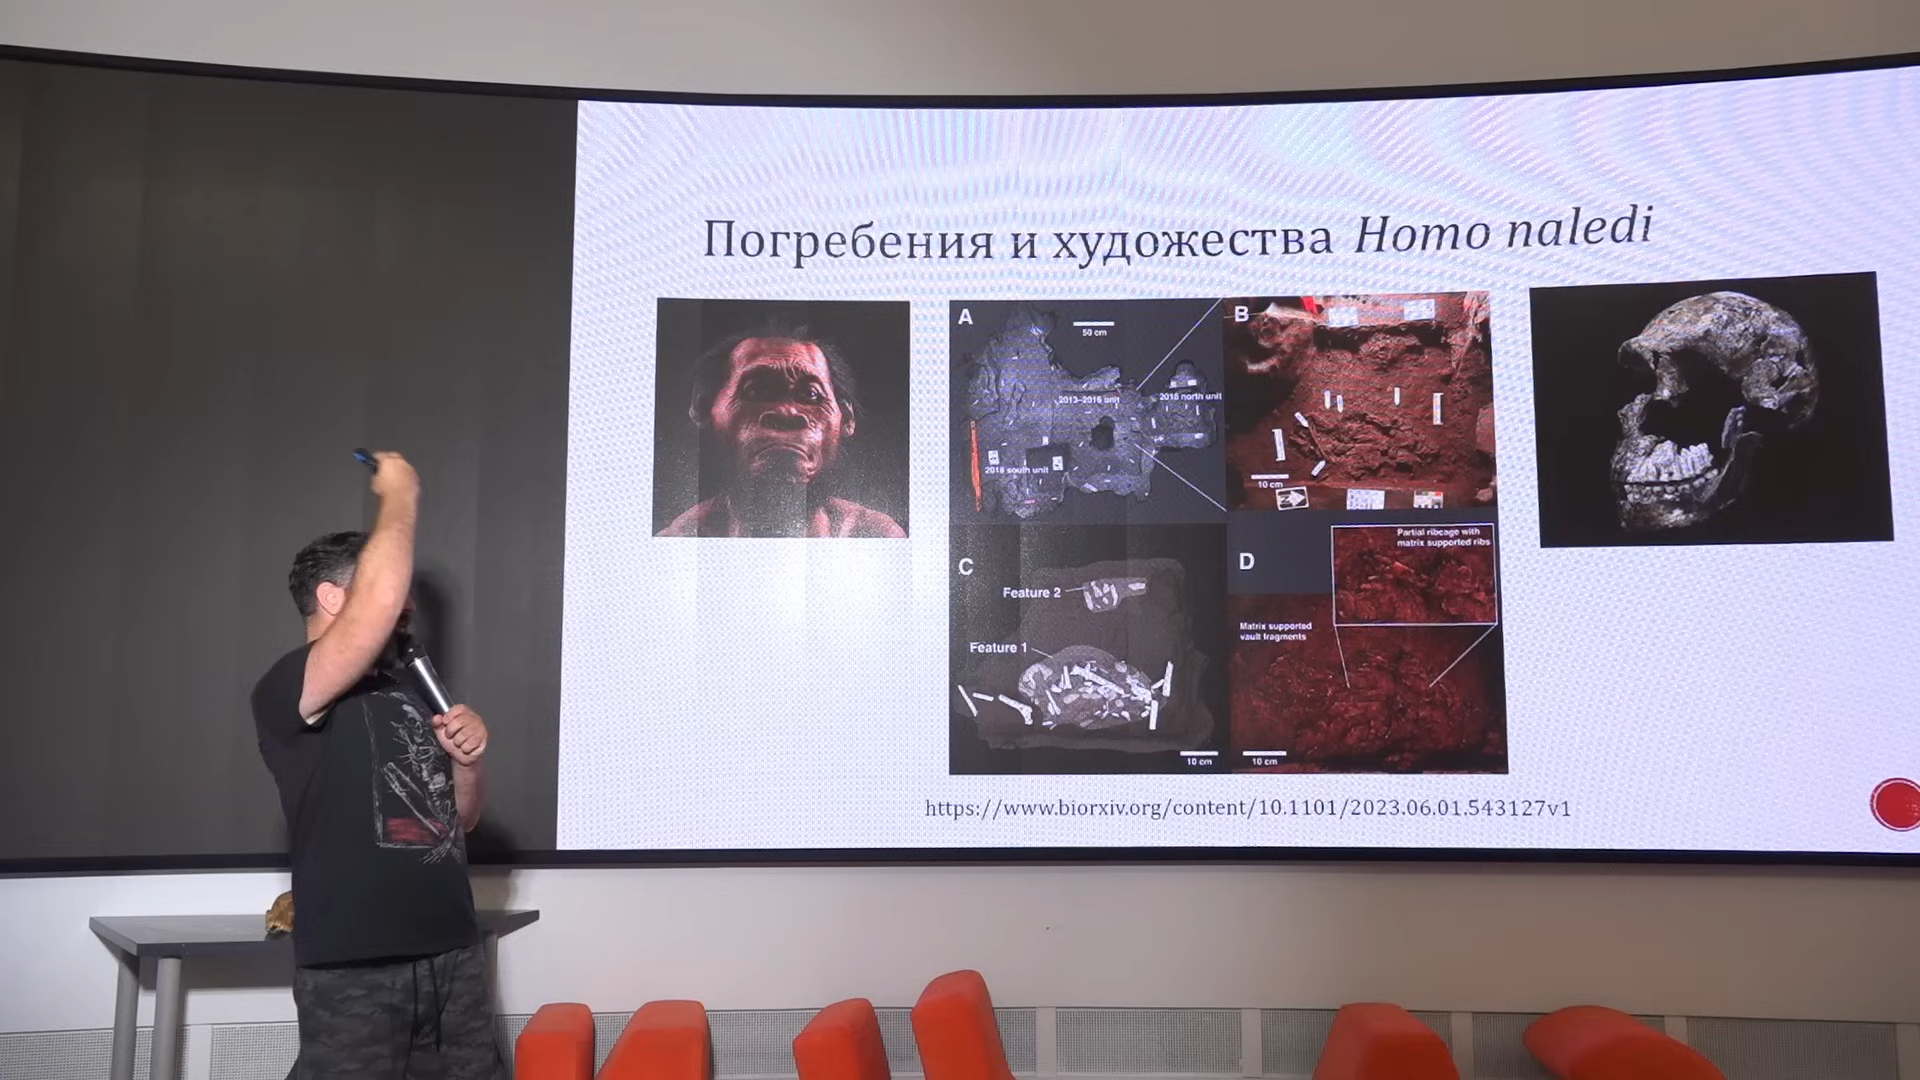 Погребения и художества Homo naledi
A
50 cm
2013–2016 unit
2018 north unit
2018 south unit
B
10 cm
C
Feature 2
Feature 1
10 cm
D
Partial ribcage with
matrix supported ribs
Matrix supported
vault fragments
10 cm
https://www.biorxiv.org/content/10.1101/2023.06.01.543127v1